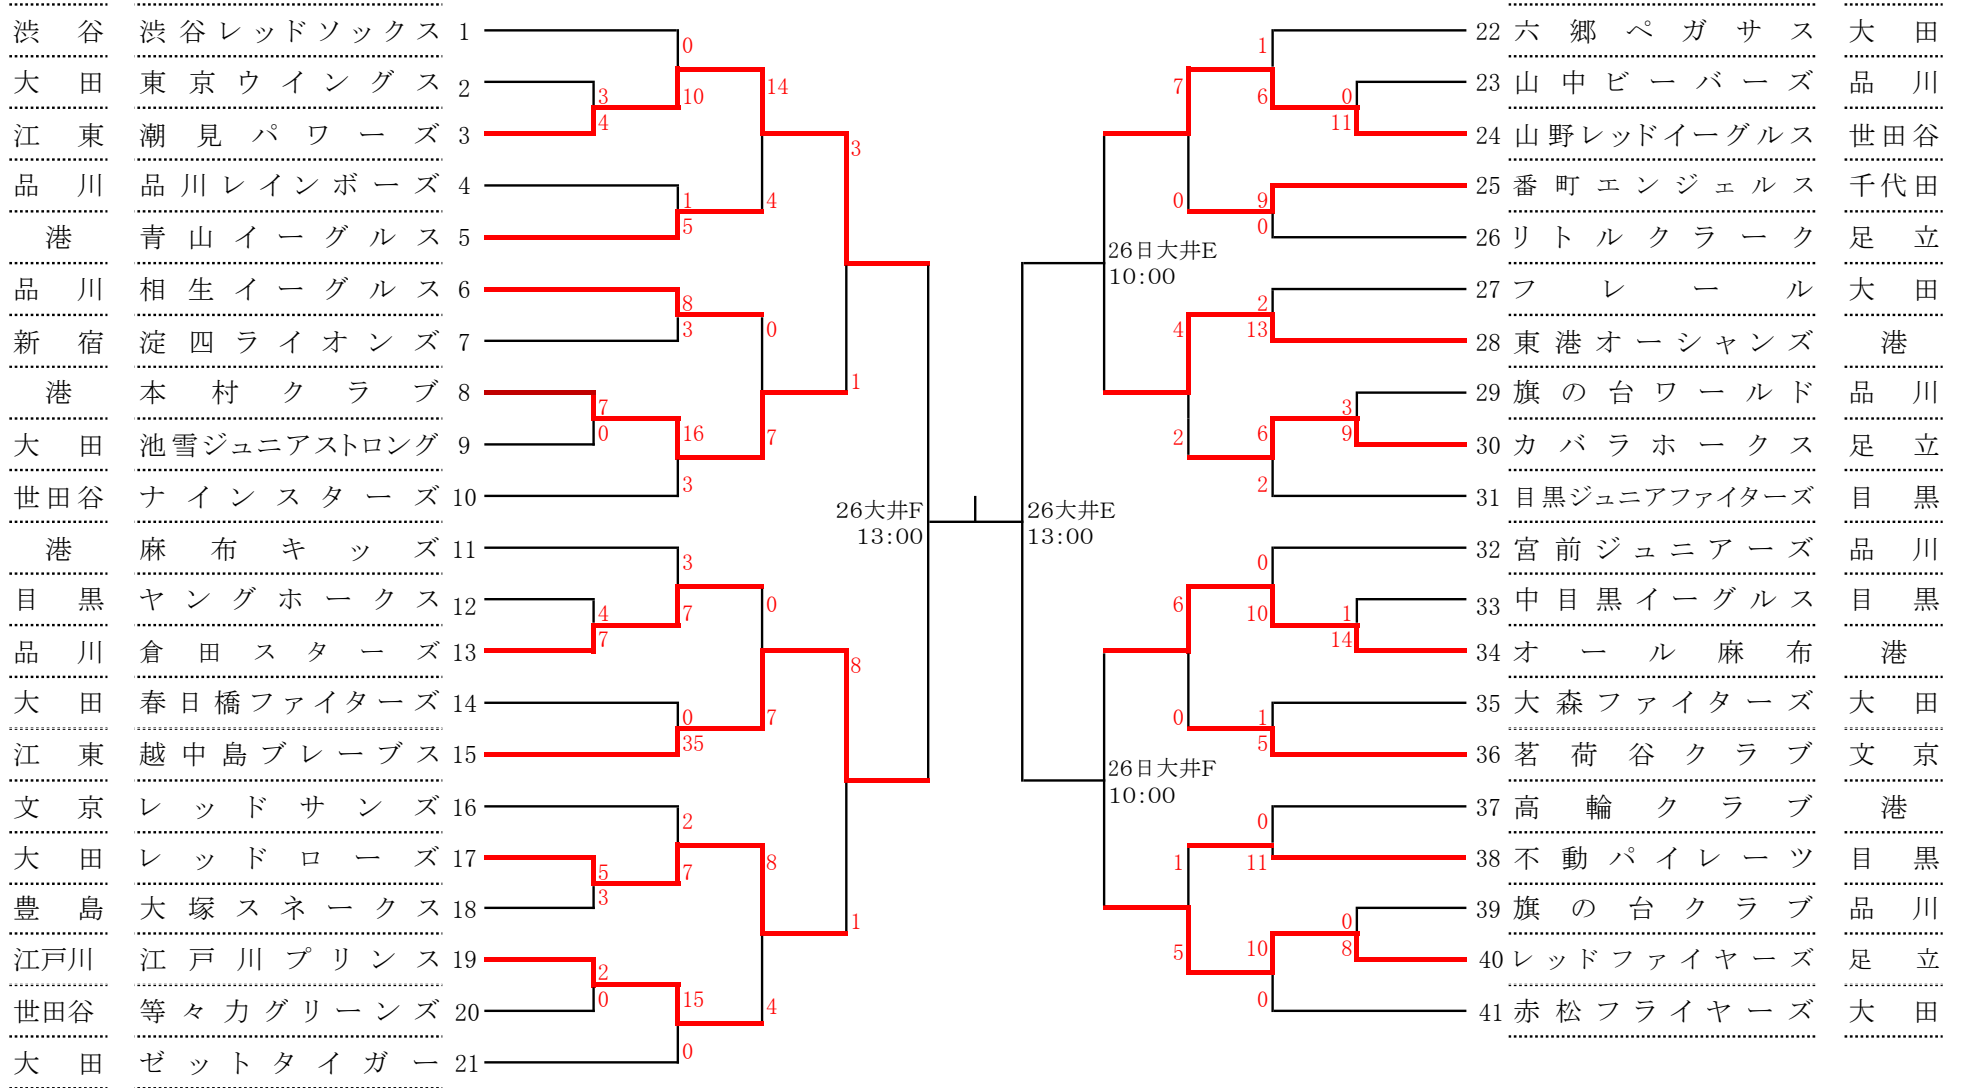 渋谷 渋谷レッドソックス 1
大田 東京ウイングス 2
江東 潮見パワーズ 3
品川 品川レインボーズ 4
港 青山イーグルス 5
品川 相生イーグルス 6
新宿 淀四ライオンズ 7
港 本村クラブ 8
大田 池雪ジュニアストロング 9
世田谷 ナインスターズ 10
港 麻布キッズ 11
目黒 ヤングホークス 12
品川 倉田スターズ 13
大田 春日橋ファイターズ 14
江東 越中島ブレーブス 15
文京 レッドサンズ 16
大田 レッドローズ 17
豊島 大塚スネークス 18
江戸川 江戸川プリンス 19
世田谷 等々力グリーンズ 20
大田 ゼットタイガー 21
3
4
7
0
4
7
5
3
2
0
0
10
1
5
8
3
16
3
3
7
0
35
2
7
15
0
14
4
0
7
0
7
8
4
3
1
8
1
26大井F
13:00
26大井E
13:00
26日大井E
10:00
26日大井F
10:00
7
0
4
2
6
0
1
5
1
6
9
0
2
13
6
2
0
10
1
5
0
11
10
0
0
11
3
9
1
14
0
8
22 六郷ペガサス 大田
23 山中ビーバーズ 品川
24 山野レッドイーグルス 世田谷
25 番町エンジェルス 千代田
26 リトルクラーク 足立
27 フレール 大田
28 東港オーシャンズ 港
29 旗の台ワールド 品川
30 カバラホークス 足立
31 目黒ジュニアファイターズ 目黒
32 宮前ジュニアーズ 品川
33 中目黒イーグルス 目黒
34 オール麻布 港
35 大森ファイターズ 大田
36 茗荷谷クラブ 文京
37 高輪クラブ 港
38 不動パイレーツ 目黒
39 旗の台クラブ 品川
40 レッドファイヤーズ 足立
41 赤松フライヤーズ 大田